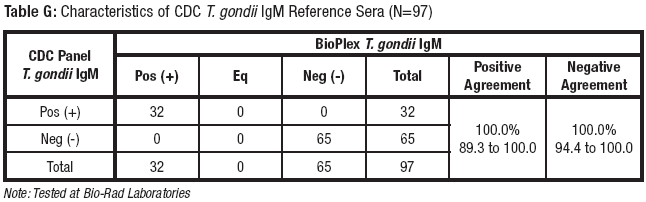 Table G: Characteristics of CDC T. gondii IgM Reference Sera (N=97)
CDC Panel T. gondii IgM
BioPlex T. gondii IgM
Pos (+) Eq Neg (-) Total Positive Agreement Negative Agreement
Pos (+) 32 0 0 32 100.0% 89.3 to 100.0 100.0% 94.4 to 100.0
Neg (-) 0 0 65 65
Total 32 0 65 97
Note: Tested at Bio-Rad Laboratories